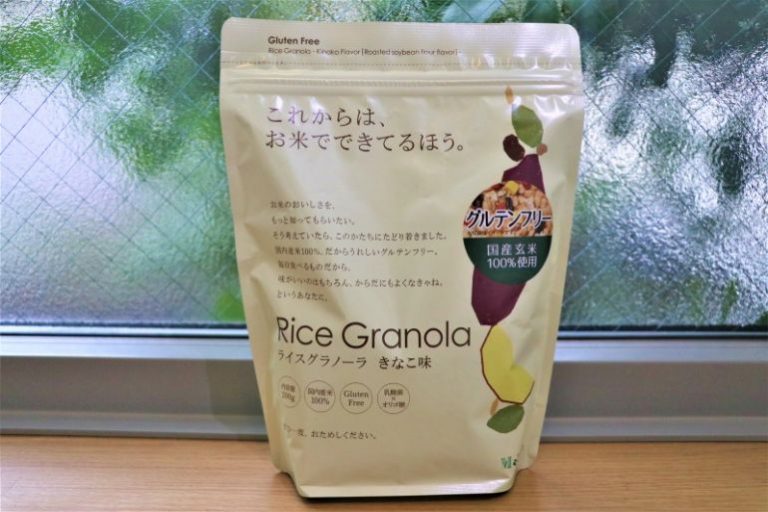 Gluten Free
Rice Granola - Kinako Flavor [Roasted soybean flour flavor]
これからは、
お米でできてるほう。
グルテンフリー
国産玄米
100%使用
お米のおいしさを、
もっと知ってもらいたい。
そう考えていたら、このかたちにたどり着きました。
国内産米100%、だからうれしいグルテンフリー。
毎日食べるものだから、
味がいいのはもちろん、からだにもよくなきゃね。
というあなたに。
Rice Granola
ライスグラノーラ きなこ味
内容量
200g
国内産米
100%
Gluten
Free
乳酸菌
×
オリゴ糖
一度、おためしください。